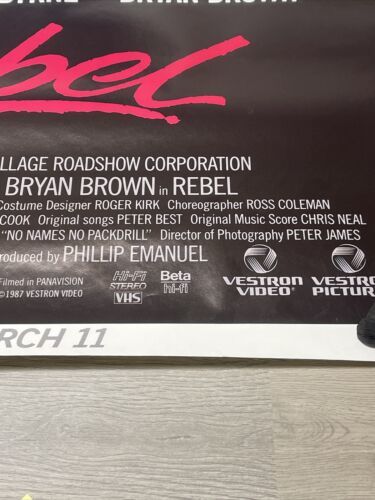 BRYAN BROWN
bel
LLAGE ROADSHOW CORPORATION
BRYAN BROWN in REBEL
Costume Designer ROGER KIRK Choreographer ROSS COLEMAN
COOK Original songs PETER BEST Original Music Score CHRIS NEAL
"NO NAMES NO PACKDRILL" Director of Photography PETER JAMES
roduced by PHILLIP EMANUEL
Filmed in PANAVISION
©1987 VESTRON VIDEO
Hi-Fi
STEREO
VHS
Beta
hi-fi
VESTRON
VIDEO®
VESTRO
PICTUR
RCH 11